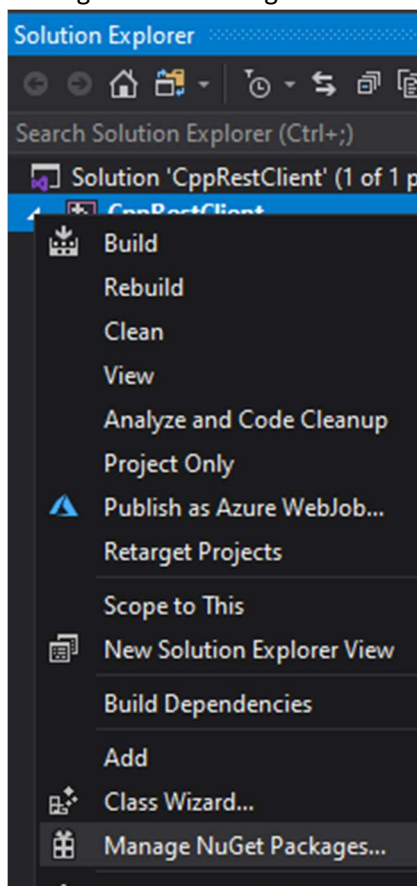 Solution Explorer
Search Solution Explorer (Ctrl+;)
Solution 'CppRestClient' (1 of 1 p
CppRestClient
Build
Rebuild
Clean
View
Analyze and Code Cleanup
Project Only
Publish as Azure WebJob...
Retarget Projects
Scope to This
New Solution Explorer View
Build Dependencies
Add
Class Wizard...
Manage NuGet Packages...